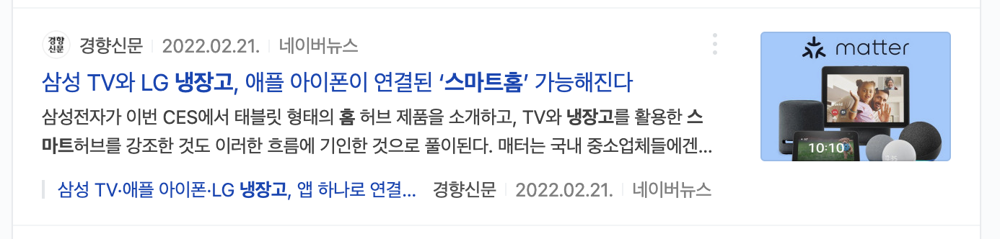 경향신문 2022.02.21. 네이버뉴스
삼성 TV와 LG 냉장고, 애플 아이폰이 연결된 ‘스마트홈’ 가능해진다
삼성전자가 이번 CES에서 태블릿 형태의 홈 허브 제품을 소개하고, TV와 냉장고를 활용한 스
마트허브를 강조한 것도 이러한 흐름에 기인한 것으로 풀이된다. 매터는 국내 중소업체들에겐...
삼성 TV·애플 아이폰·LG 냉장고, 앱 하나로 연결... 경향신문 2022.02.21. 네이버뉴스
경향
신문
matter
David
10:10